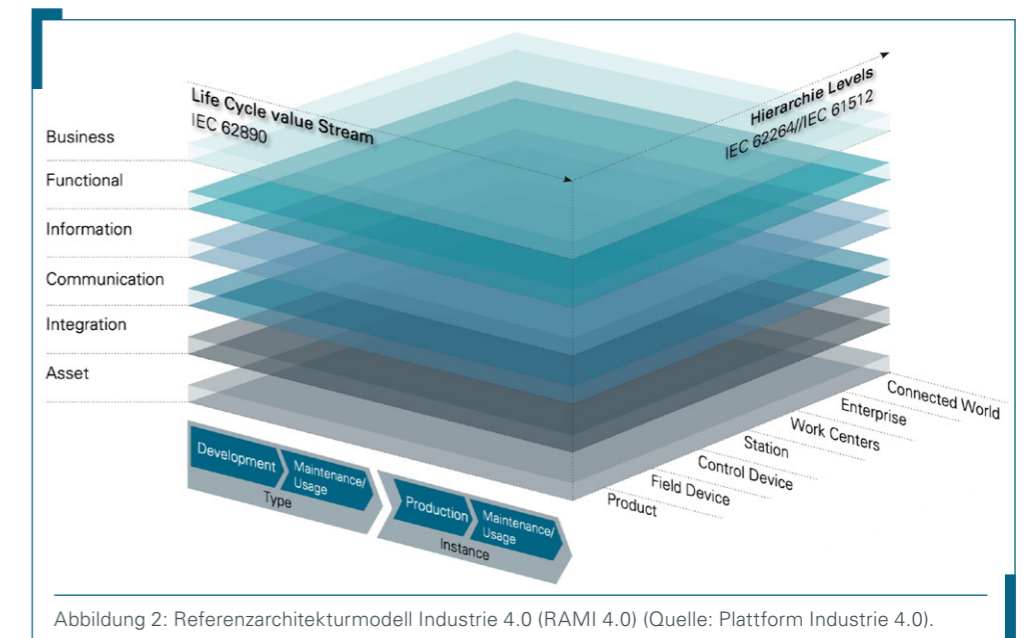 Life Cycle value Stream
IEC 62890
Hierarchie Levels
IEC 62264//IEC 61512
Business
Functional
Information
Communication
Integration
Asset
Development
Maintenance/
Usage
Type
Production
Maintenance/
Usage
Instance
Product
Field Device
Control Device
Station
Work Centers
Enterprise
Connected World
Abbildung 2: Referenzarchitekturmodell Industrie 4.0 (RAMI 4.0) (Quelle: Plattform Industrie 4.0).